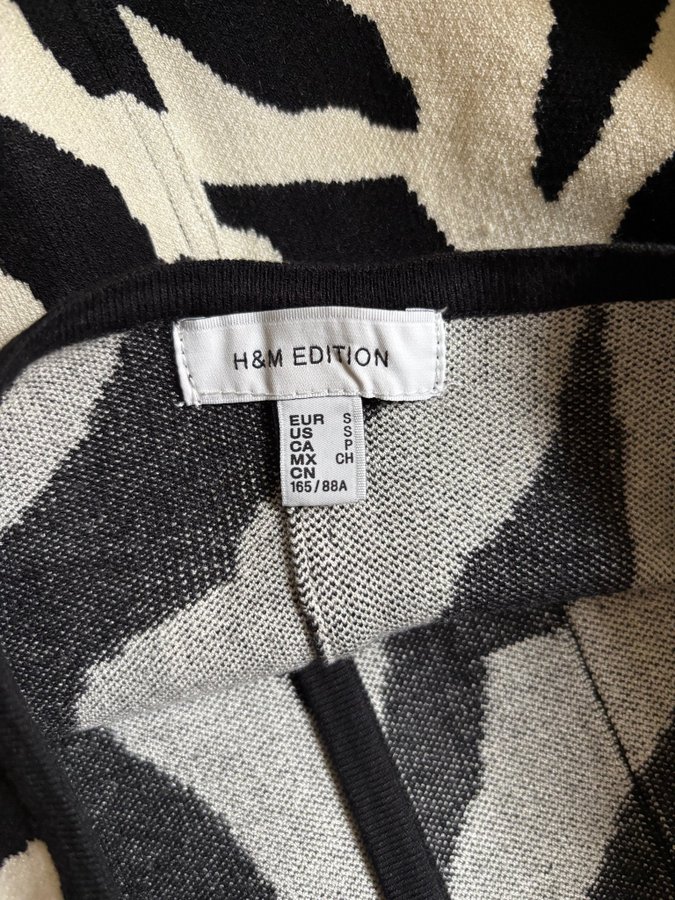 H&M EDITION
EUR S
US S
CA P
MX CH
CN
165/88A